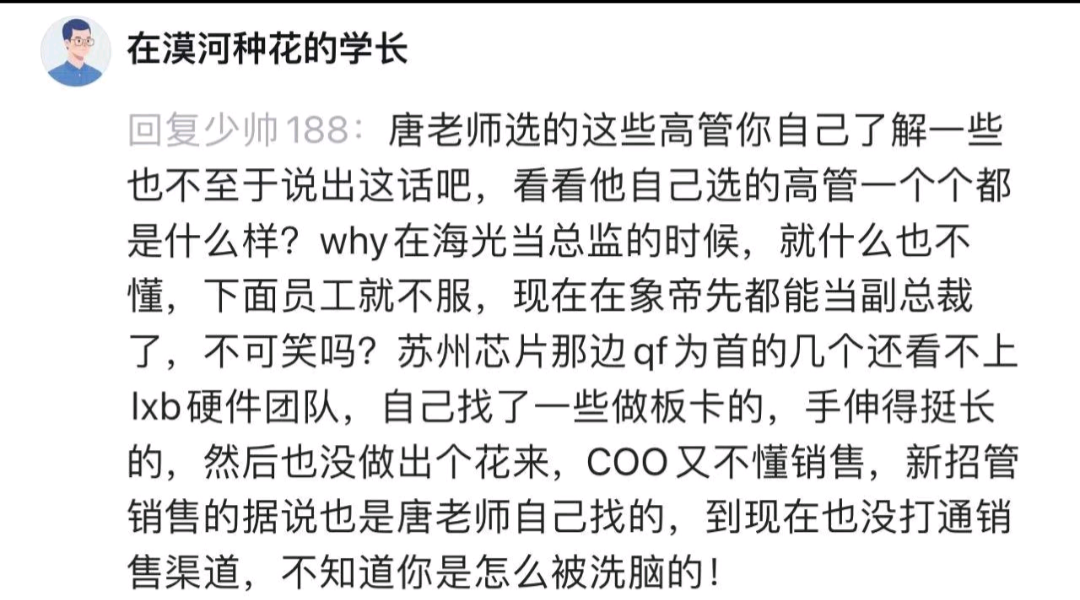 在漠河种花的学长
回复少帅188：唐老师选的这些高管你自己了解一些
也不至于说出这话吧，看看他自己选的高管一个个都
是什么样？why在海光当总监的时候，就什么也不
懂，下面员工就不服，现在在象帝先都能当副总裁
了，不可笑吗？苏州芯片那边qf为首的几个还看不上
lxb硬件团队，自己找了一些做板卡的，手伸得挺长
的，然后也没做出个花来，COO又不懂销售，新招管
销售的据说也是唐老师自己找的，到现在也没打通销
售渠道，不知道你是怎么被洗脑的！